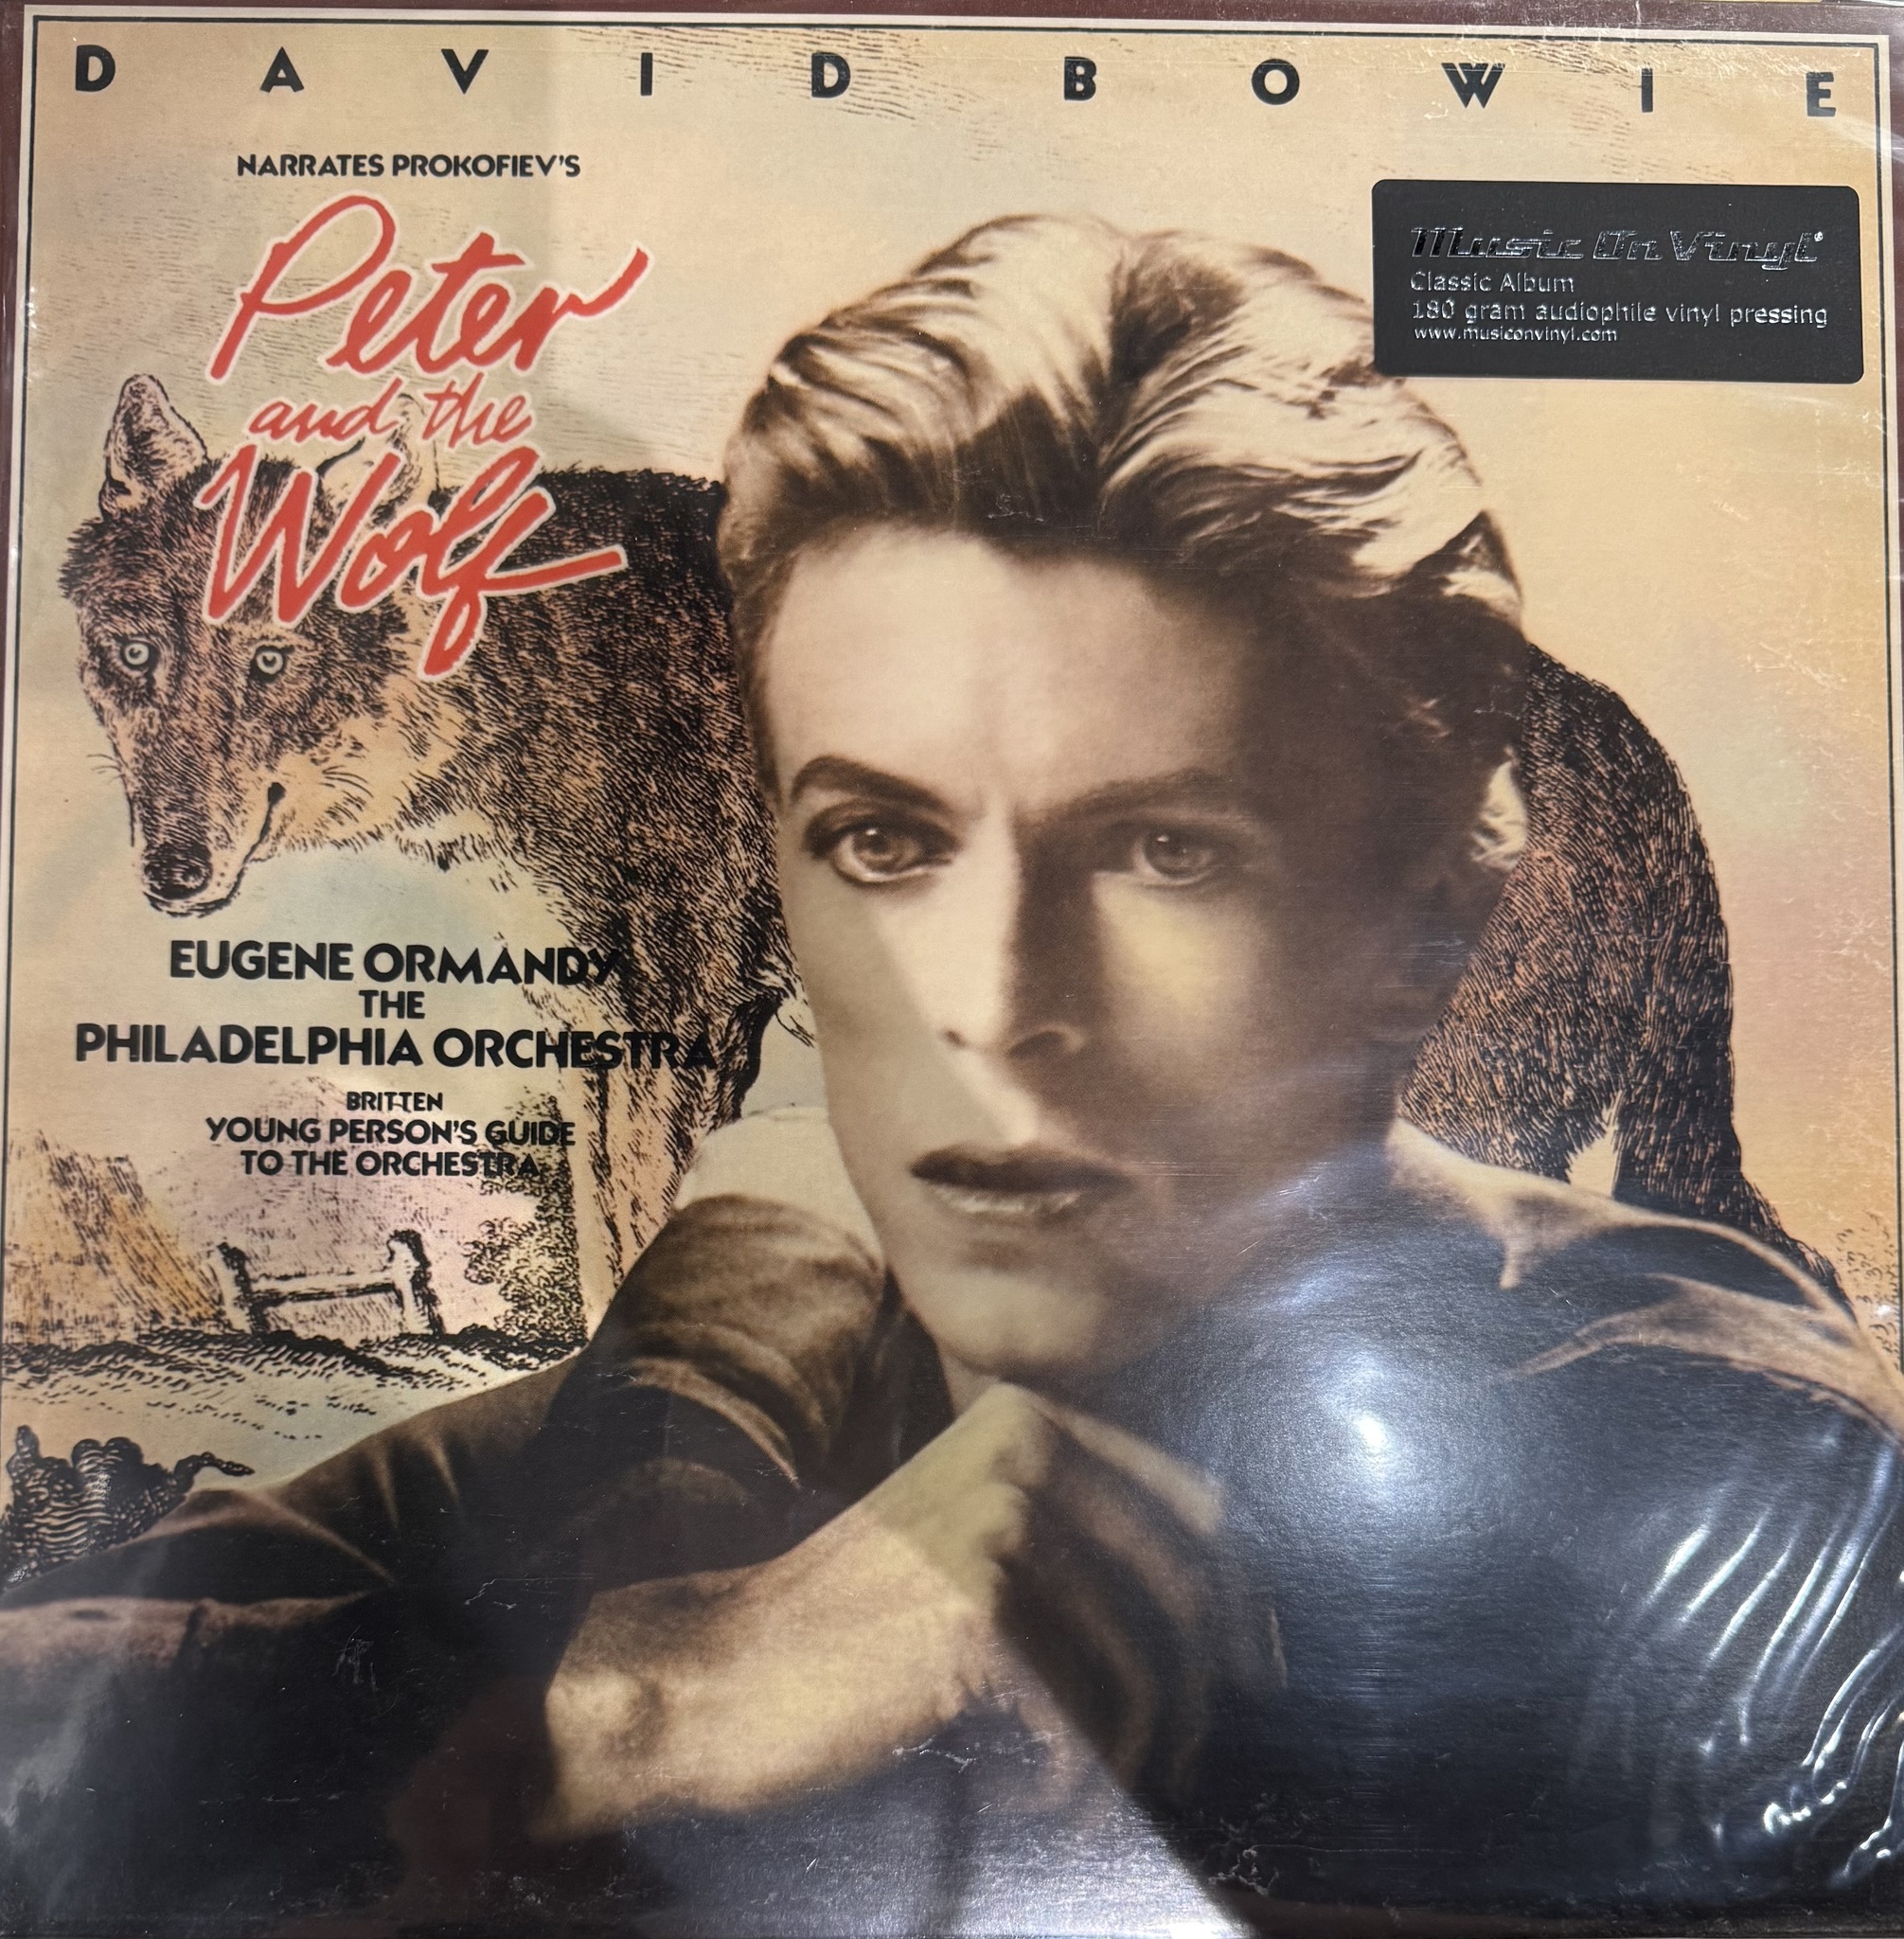 DAVID BOWIE
NARRATES PROKOFIEV'S
Peter
and the
Wolf
Music On Vinyl
Classic Album
180 gram audiophile vinyl pressing
www.musiconvinyl.com
EUGENE ORMANDY
THE
PHILADELPHIA ORCHESTRA
BRITTEN
YOUNG PERSON'S GUIDE
TO THE ORCHESTRA